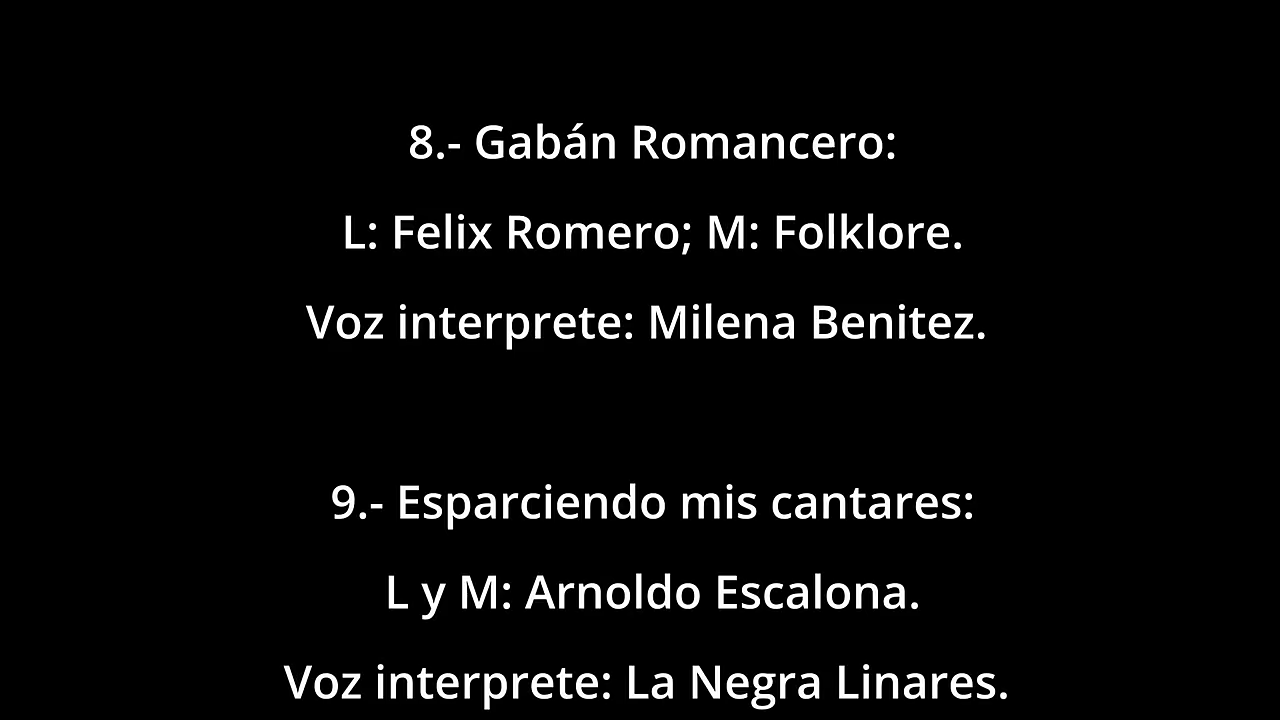 8.- Gabán Romancero:
L: Felix Romero; M: Folklore.
Voz interprete: Milena Benitez.
9.- Esparciendo mis cantares:
L y M: Arnoldo Escalona.
Voz interprete: La Negra Linares.